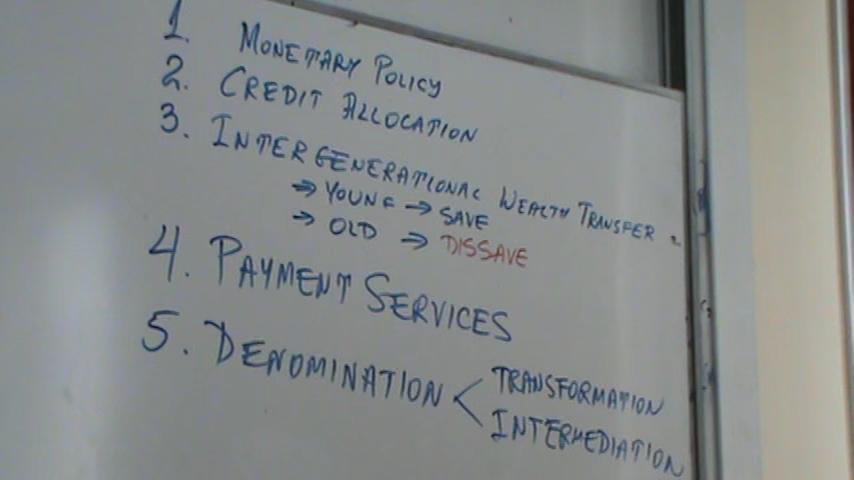 1. MONETARY POLICY
2. CREDIT ALLOCATION
3. INTERGENERATIONAL WEALTH TRANSFER
⇒ YOUNG → SAVE
⇒ OLD ⇒ DISSAVE
4. PAYMENT SERVICES
5. DENOMINATION < TRANSFORMATION
INTERMEDIATION